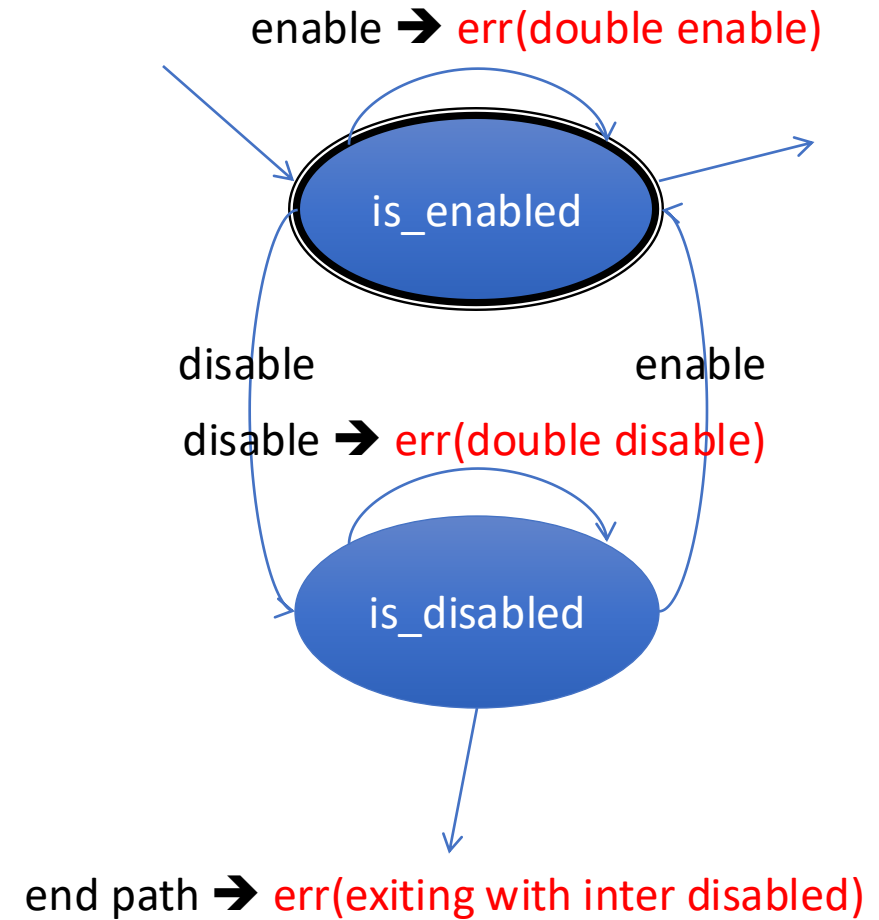 enable ➔ err(double enable)
is_enabled
disable
enable
disable ➔ err(double disable)
is_disabled
end path ➔ err(exiting with inter disabled)